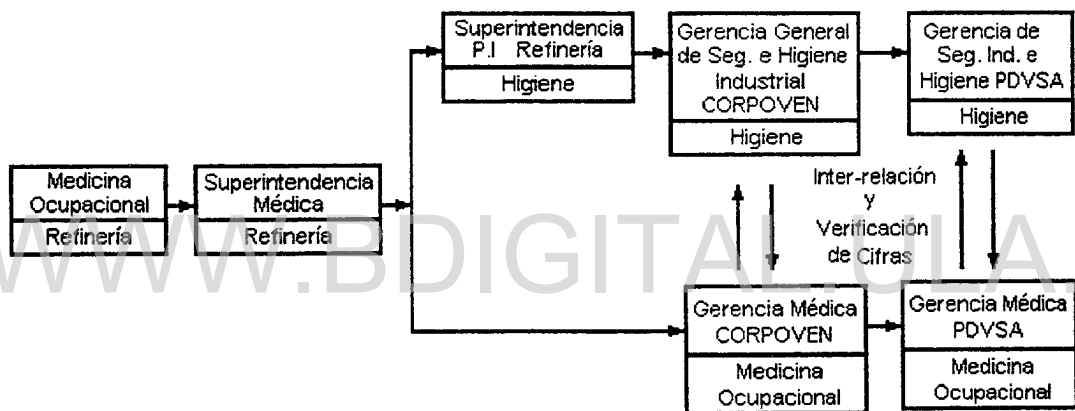 Superintendencia
P.I Refinería
Higiene
Gerencia General
de Seg. e Higiene
Industrial
CORPOVEN
Higiene
Gerencia de
Seg. Ind. e
Higiene PDVSA
Higiene
Medicina
Ocupacional
Refinería
Superintendencia
Médica
Refinería
Inter-relación
y
Verificación
de Cifras
WWW.BDIGITAL.ULA.
Gerencia Médica
CORPOVEN
Medicina
Ocupacional
Gerencia Médica
PDVSA
Medicina
Ocupacional